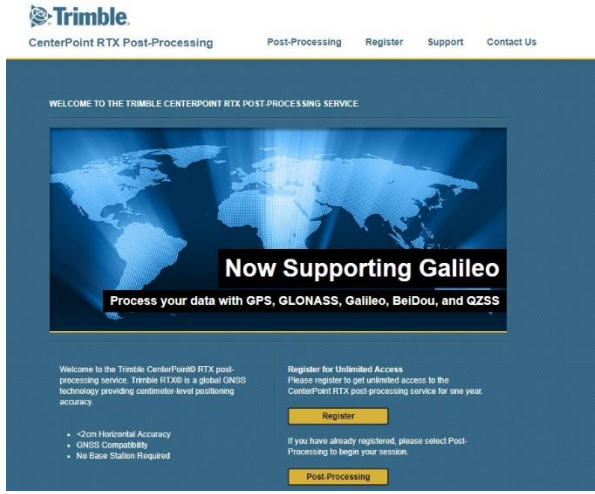 Trimble.
CenterPoint RTX Post-Processing
Post-Processing
Register
Support
Contact Us
WELCOME TO THE TRIMBLE CENTERPOINT RTX POST-PROCESSING SERVICE
Now Supporting Galileo
Process your data with GPS, GLONASS, Galileo, BeiDou, and QZSS
Welcome to the Trimble CenterPoint© RTX post-
processing service. Trimble RTX® is a global GNSS
technology providing centimeter-level positioning
accuracy.
• <2cm Horizontal Accuracy
• GNSS Compatibility
• No Base Station Required
Register for Unlimited Access
Please register to get unlimited access to the
CenterPoint RTX post-processing service for one year.
Register
If you have already registered, please select Post-
Processing to begin your session.
Post-Processing